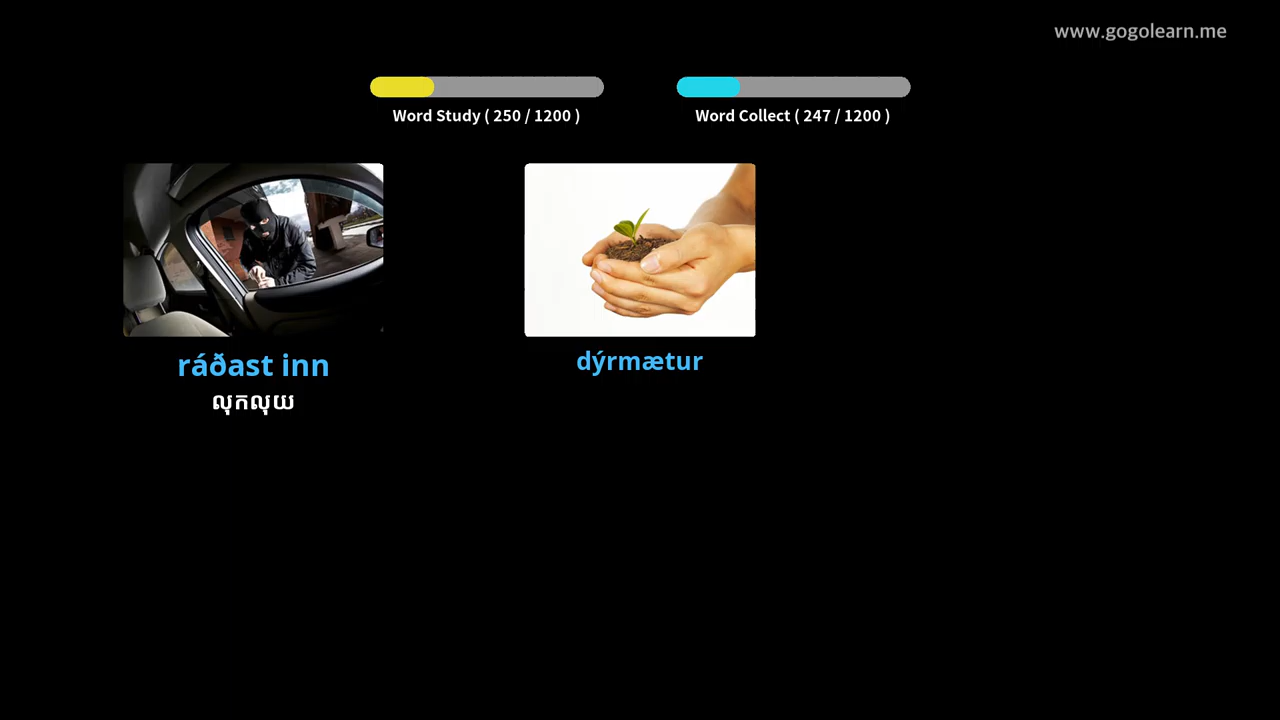 www.gogolearn.me
Word Study ( 250 / 1200 )
Word Collect ( 247 / 1200 )
ráðast inn
លុកលុយ
dýrmætur